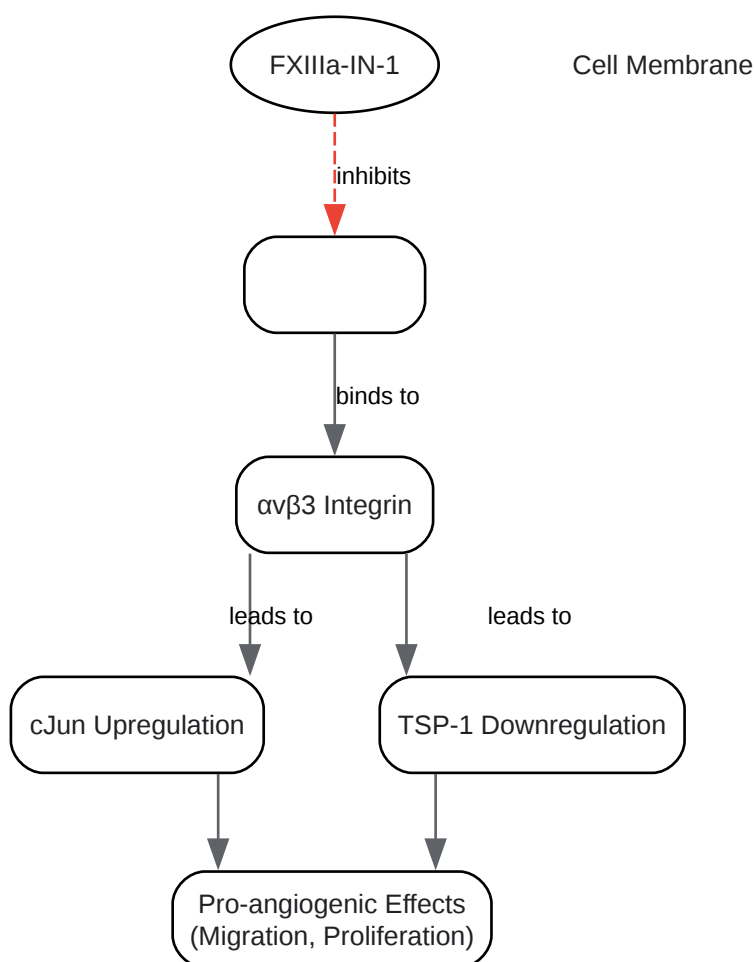 FXIIIa-IN-1
Cell Membrane
inhibits
binds to
αvβ3 Integrin
leads to
leads to
cJun Upregulation
TSP-1 Downregulation
Pro-angiogenic Effects
(Migration, Proliferation)